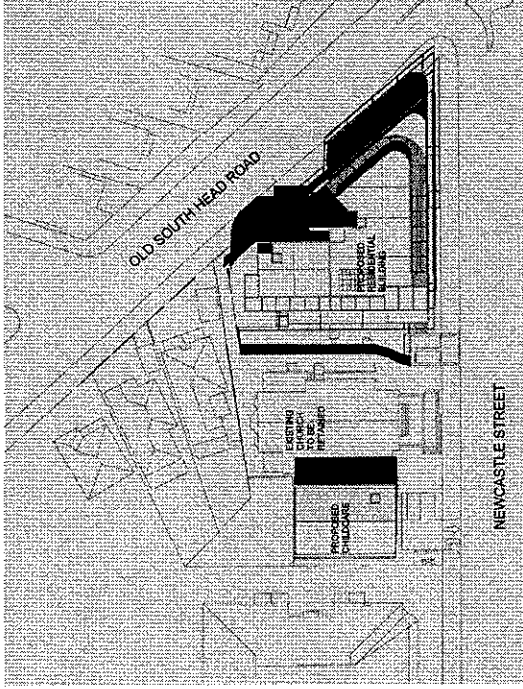 OLD SOUTH HEAD ROAD
PROPOSED
RESIDENTIAL
BUILDING
EXISTING
CHURCH
TO BE
RETAINED
PROPOSED
CHILDCARE
NEWCASTLE STREET